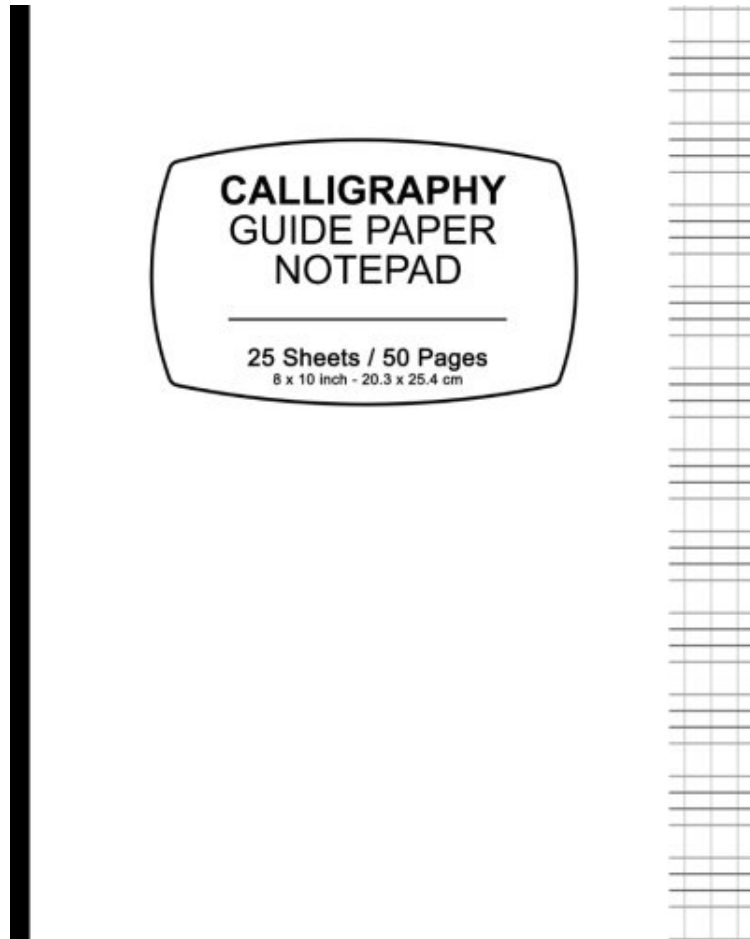 CALLIGRAPHY
GUIDE PAPER
NOTEPAD
25 Sheets / 50 Pages
8 x 10 inch - 20.3 x 25.4 cm